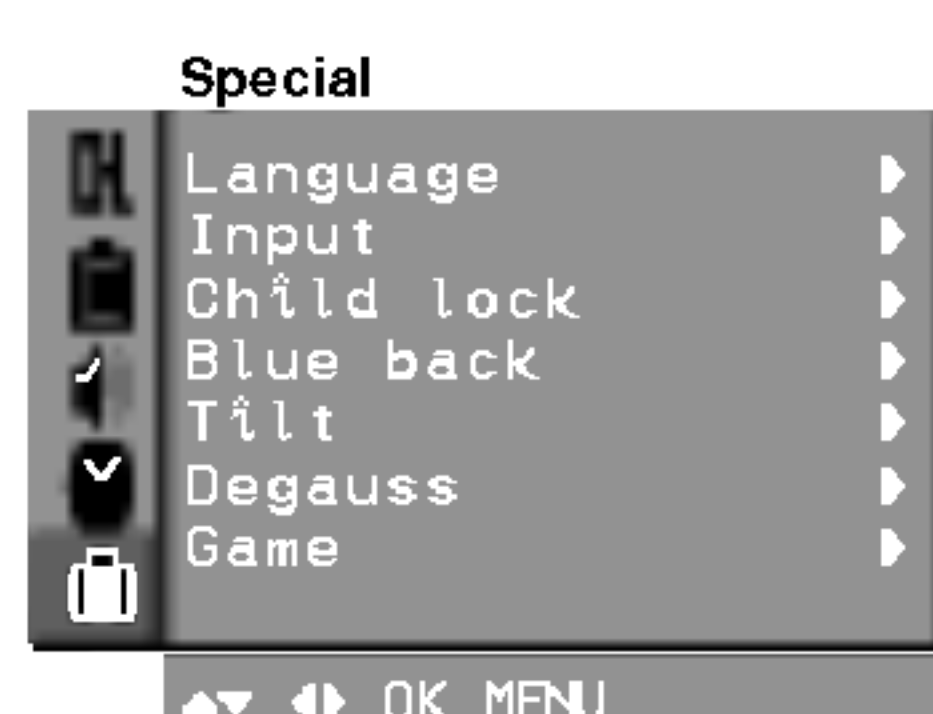 Special
Language
Input
Child lock
Blue back
Tilt
Degauss
Game
OK MENU